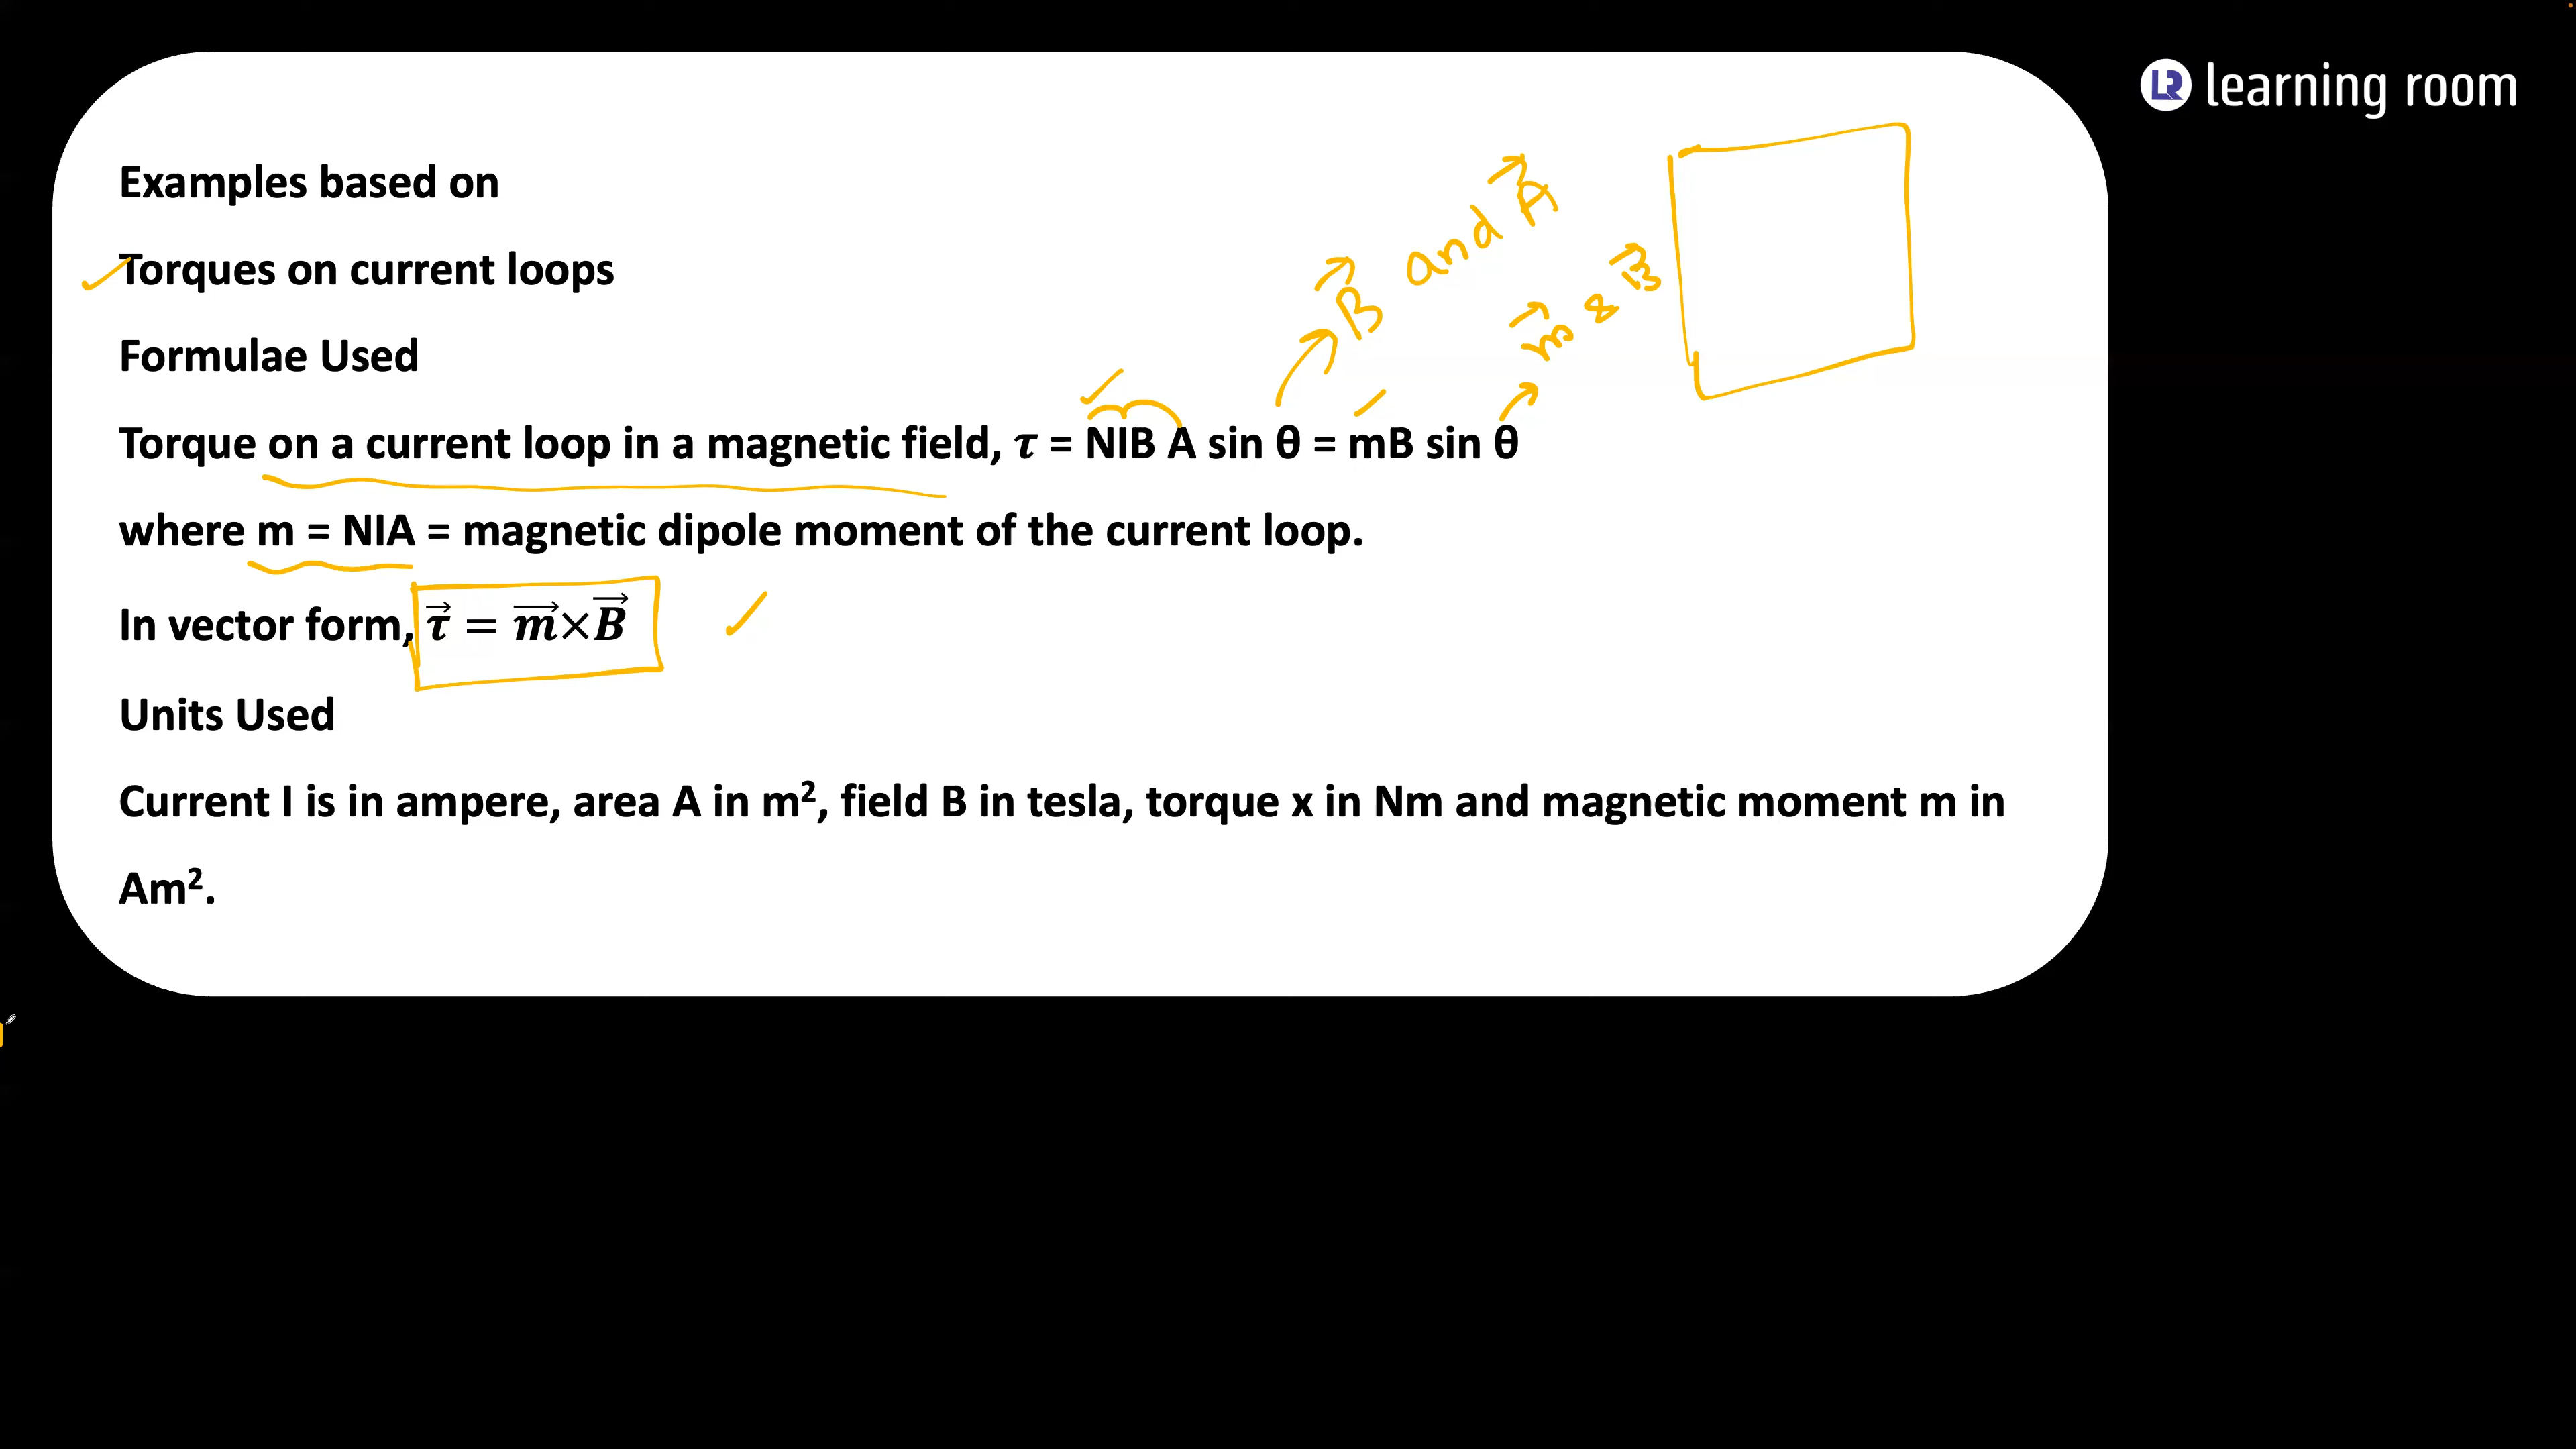 learning room
Examples based on
Torques on current loops
Formulae Used
B⃗ and A⃗
m⃗ & B⃗
Torque on a current loop in a magnetic field, τ = NIB A sin θ = mB sin θ
where m = NIA = magnetic dipole moment of the current loop.
In vector form, τ⃗ = m⃗×B⃗
Units Used
Current I is in ampere, area A in m², field B in tesla, torque x in Nm and magnetic moment m in
Am².